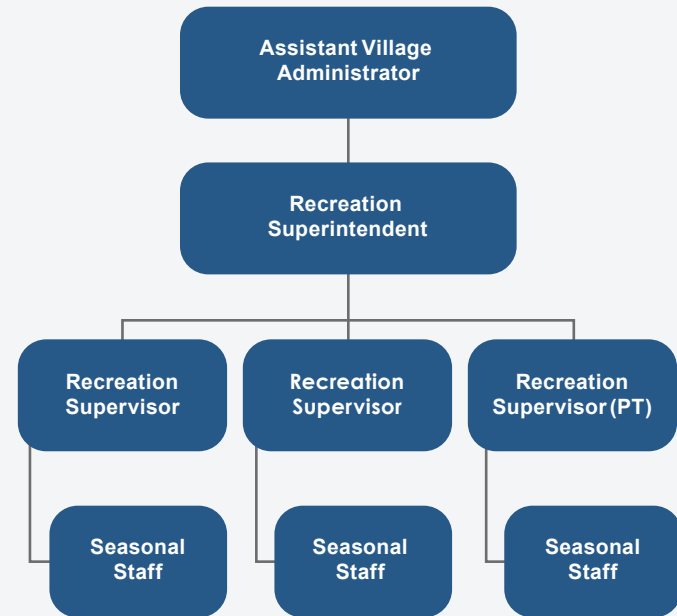 Assistant Village
Administrator
Recreation
Superintendent
Recreation
Supervisor
Recreation
Supervisor
Recreation
Supervisor (PT)
Seasonal
Staff
Seasonal
Staff
Seasonal
Staff